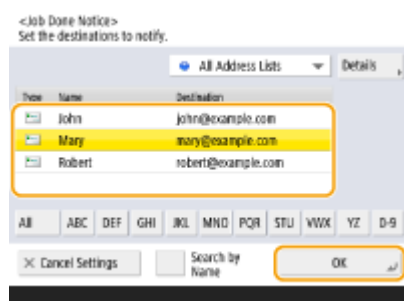 <Job Done Notice>
Set the destinations to notify.
All Address Lists
Details
Type Name Destination
John john@example.com
Mary mary@example.com
Robert robert@example.com
All ABC DEF GHI JKL MNO PQR STU VWX YZ 0-9
× Cancel Settings
Search by
Name
OK